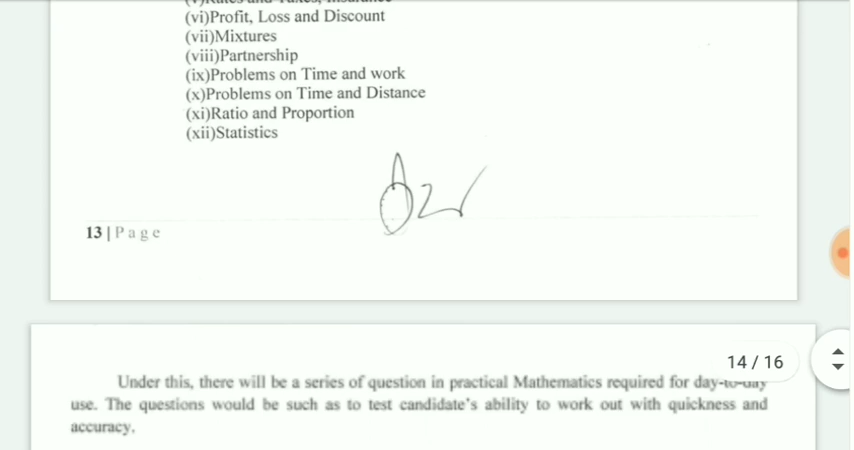 (vi)Profit, Loss and Discount
(vii)Mixtures
(viii)Partnership
(ix)Problems on Time and work
(x)Problems on Time and Distance
(xi)Ratio and Proportion
(xii)Statistics
13 | P a g e
14 / 16
Under this, there will be a series of question in practical Mathematics required for day-to-day
use. The questions would be such as to test candidate's ability to work out with quickness and
accuracy.